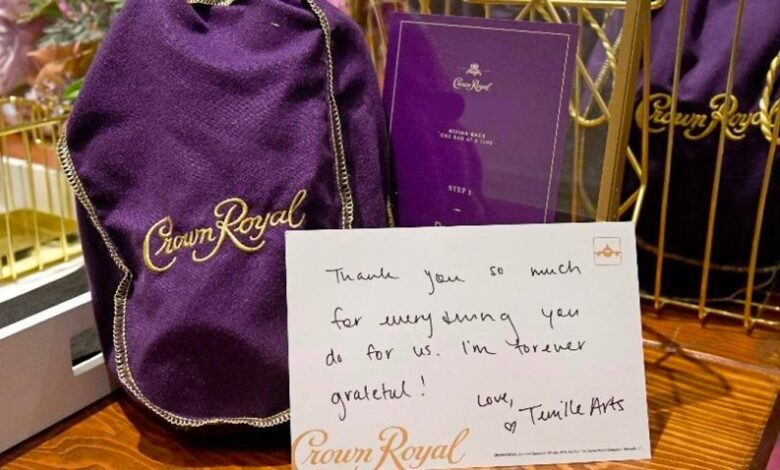 Crown Royal
Crown Royal
GIVING BACK
ONE BAG AT A TIME
STEP 1
Crown Royal
Thank you so much
for everything you
do for us. I'm forever
grateful!
Love,
♡ Tenille Arts
Crown Royal